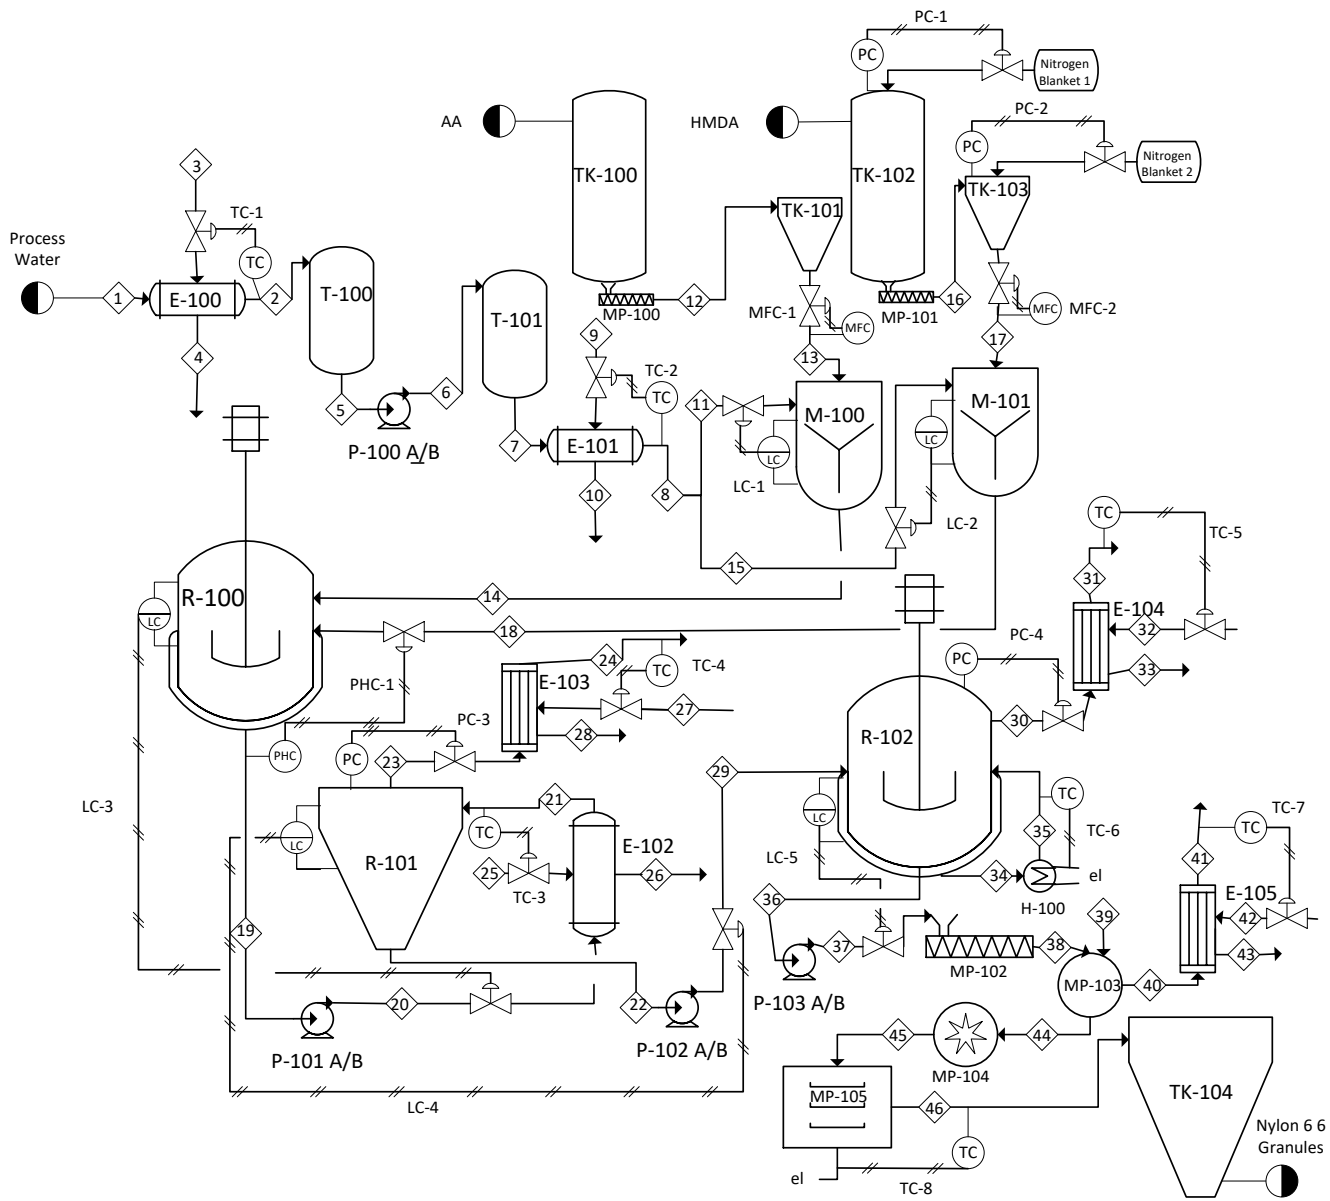 PC-1
PC
Nitrogen
Blanket 1
PC-2
AA
HMDA
PC
Nitrogen
Blanket 2
3
TK-100
TK-102
TK-103
TC-1
TK-101
Process
Water
TC
1
E-100
2
T-100
12
16
MP-100
MP-101
T-101
MFC-1
MFC
MFC
MFC-2
9
17
4
13
TC-2
5
6
TC
11
M-100
M-101
P-100 A/B
7
E-101
LC
LC
8
10
LC-1
LC-2
TC
TC-5
15
31
R-100
14
E-104
LC
18
32
PC-4
24
TC-4
PC
33
TC
E-103
PHC-1
27
30
PC-3
28
R-102
PHC
PC
23
29
TC
TC-7
LC-3
21
LC
TC
TC
35
TC-6
LC
E-102
41
R-101
LC-5
25
26
34
el
TC-3
H-100
E-105
36
39
42
19
37
38
43
MP-102
MP-103
40
20
22
P-103 A/B
P-101 A/B
P-102 A/B
45
44
MP-104
MP-105
46
TK-104
LC-4
Nylon 6 6
Granules
TC
el
TC-8